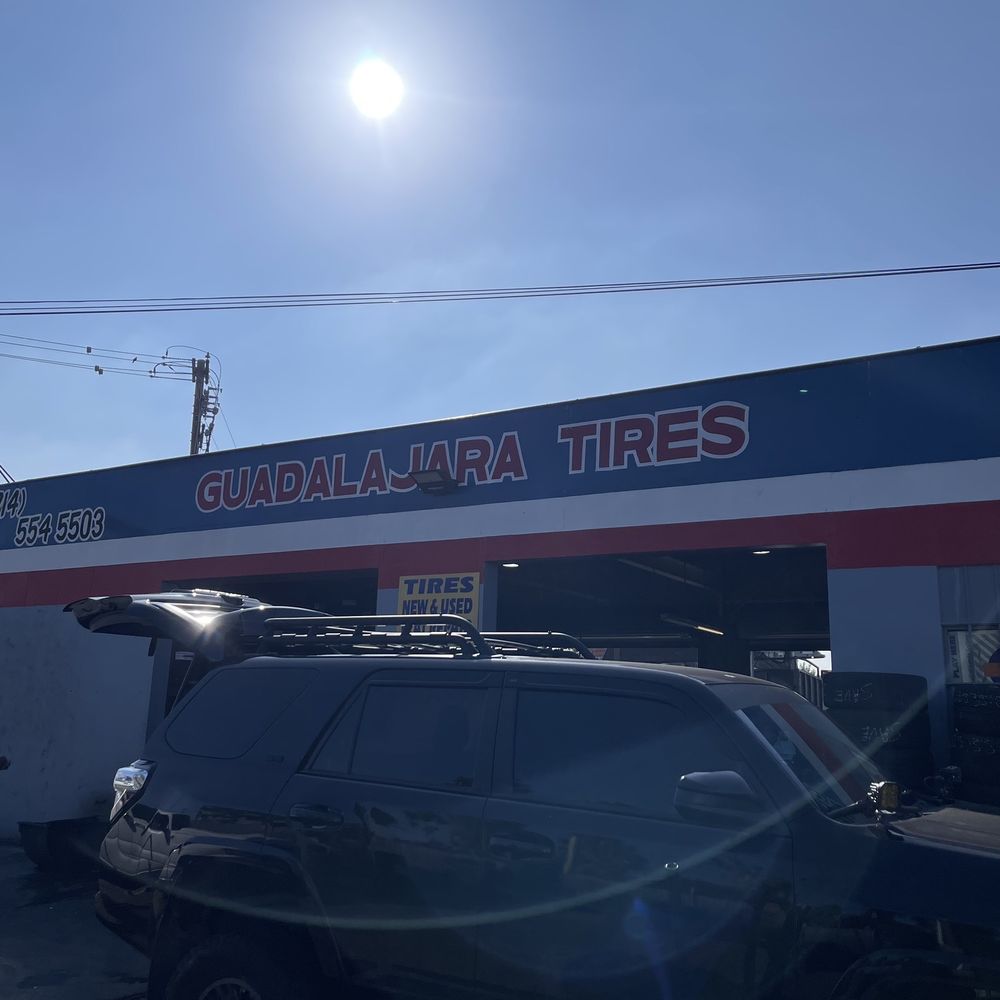 GUADALAJARA TIRES
554 5503
TIRES
NEW & USED